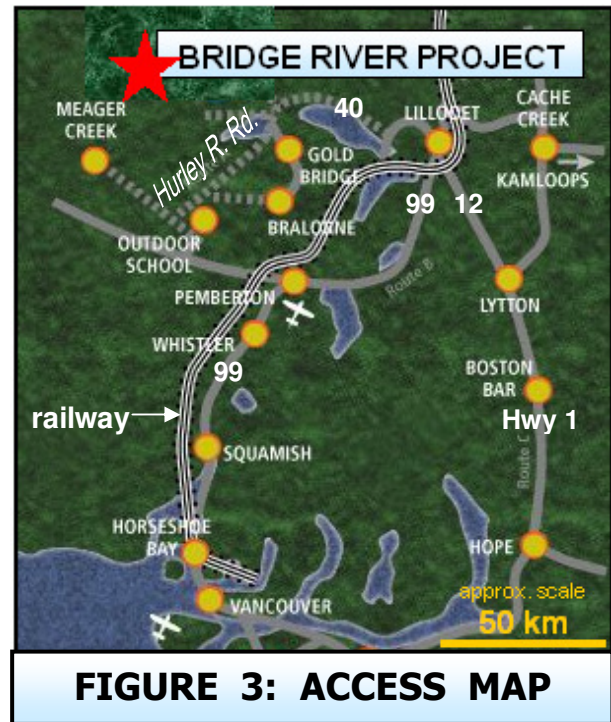 BRIDGE RIVER PROJECT
MEAGER
CREEK
Hurley R. Rd.
40
LILLOOET
CACHE
CREEK
GOLD
BRIDGE
KAMLOOPS
BRALORNE
99 12
OUTDOOR
SCHOOL
PEMBERTON
Route B
LYTTON
WHISTLER
99
BOSTON
BAR
railway
Hwy 1
SQUAMISH
Route C
HORSESHOE
BAY
HOPE
approx. scale
VANCOUVER
50 km
FIGURE 3: ACCESS MAP